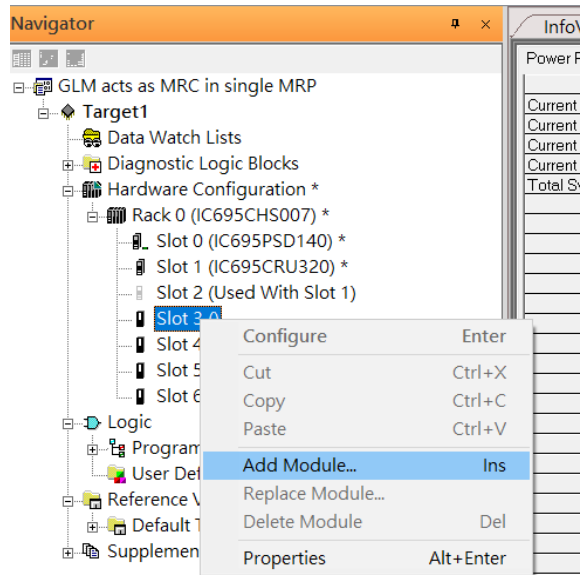 Navigator
InfoV
Power F
GLM acts as MRC in single MRP
Target1
Current
Data Watch Lists
Current
Diagnostic Logic Blocks
Current
Current
Hardware Configuration *
Total Sy
Rack 0 (IC695CHS007) *
Slot 0 (IC695PSD140) *
Slot 1 (IC695CRU320) *
Slot 2 (Used With Slot 1)
Slot 3 ()
Configure Enter
Slot 4
Cut Ctrl+X
Slot 5
Copy Ctrl+C
Slot 6
Paste Ctrl+V
Logic
Program
Add Module... Ins
User Def
Replace Module...
Reference V
Delete Module Del
Default T
Supplemen
Properties Alt+Enter